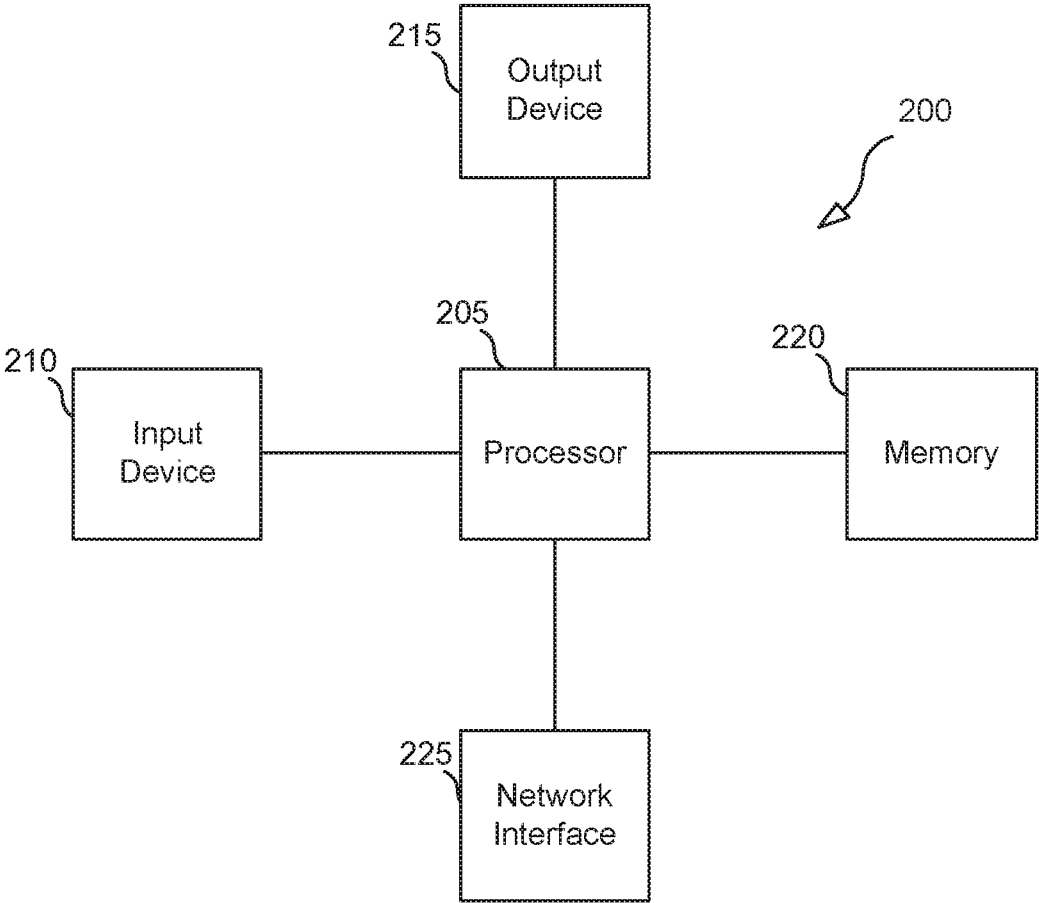 215
Output
Device
200
205
210
220
Input
Device
Processor
Memory
225
Network
Interface